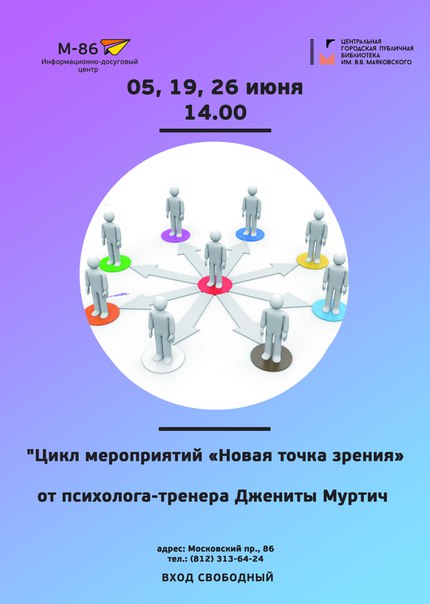 М-86
Информационно-досуговый
центр
ЦЕНТРАЛЬНАЯ
ГОРОДСКАЯ ПУБЛИЧНАЯ
БИБЛИОТЕКА
ИМ. В.В. МАЯКОВСКОГО
05, 19, 26 июня
14.00
"Цикл мероприятий «Новая точка зрения»
от психолога-тренера Джениты Муртич
адрес: Московский пр., 86
тел.: (812) 313-64-24
ВХОД СВОБОДНЫЙ